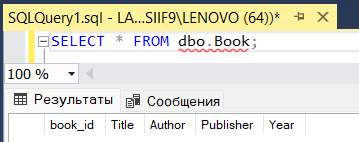 SQLQuery1.sql - LA...SIIF9\LENOVO (64))*
SELECT * FROM dbo.Book;
100 %
Результаты Сообщения
book_id Title Author Publisher Year